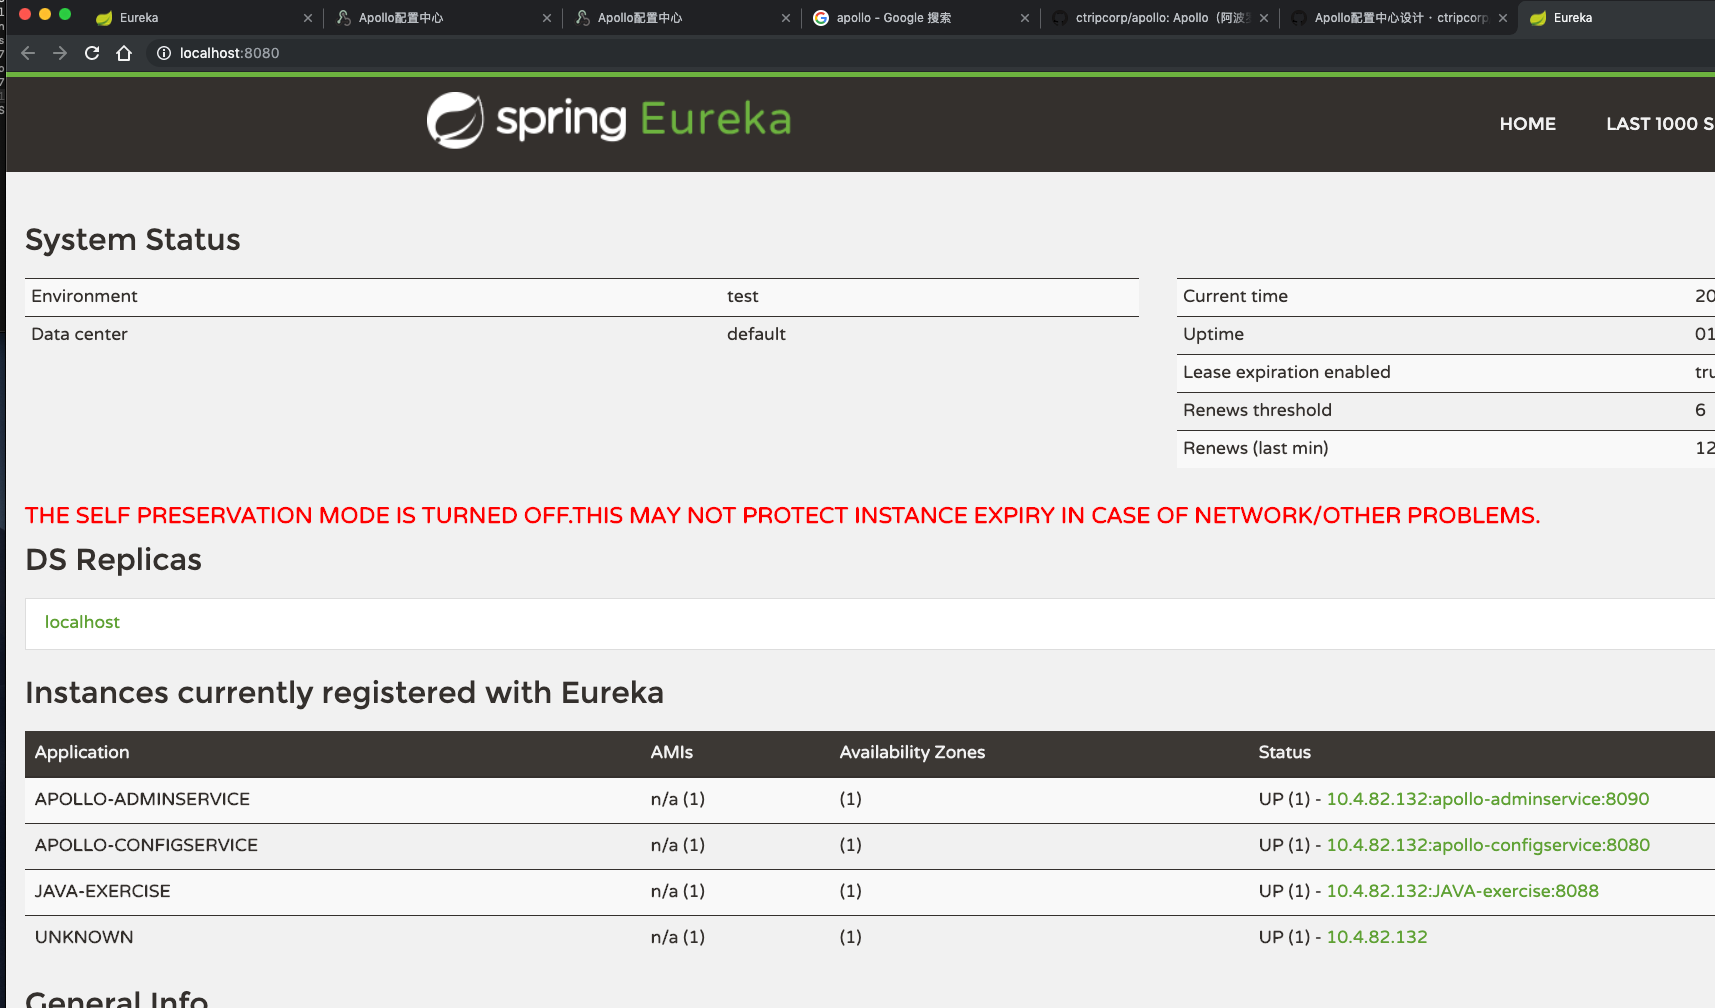 Eureka
Apollo配置中心
Apollo配置中心
apollo - Google 搜索
ctripcorp/apollo: Apollo（阿波
Apollo配置中心设计 · ctripcorp
Eureka
localhost:8080
spring Eureka
HOME
LAST 1000 S
System Status
Environment test
Data center default
Current time 20
Uptime 01
Lease expiration enabled tru
Renews threshold 6
Renews (last min) 12
THE SELF PRESERVATION MODE IS TURNED OFF.THIS MAY NOT PROTECT INSTANCE EXPIRY IN CASE OF NETWORK/OTHER PROBLEMS.
DS Replicas
localhost
Instances currently registered with Eureka
Application AMIs Availability Zones Status
APOLLO-ADMINSERVICE n/a (1) (1) UP (1) - 10.4.82.132:apollo-adminservice:8090
APOLLO-CONFIGSERVICE n/a (1) (1) UP (1) - 10.4.82.132:apollo-configservice:8080
JAVA-EXERCISE n/a (1) (1) UP (1) - 10.4.82.132:JAVA-exercise:8088
UNKNOWN n/a (1) (1) UP (1) - 10.4.82.132
General Info